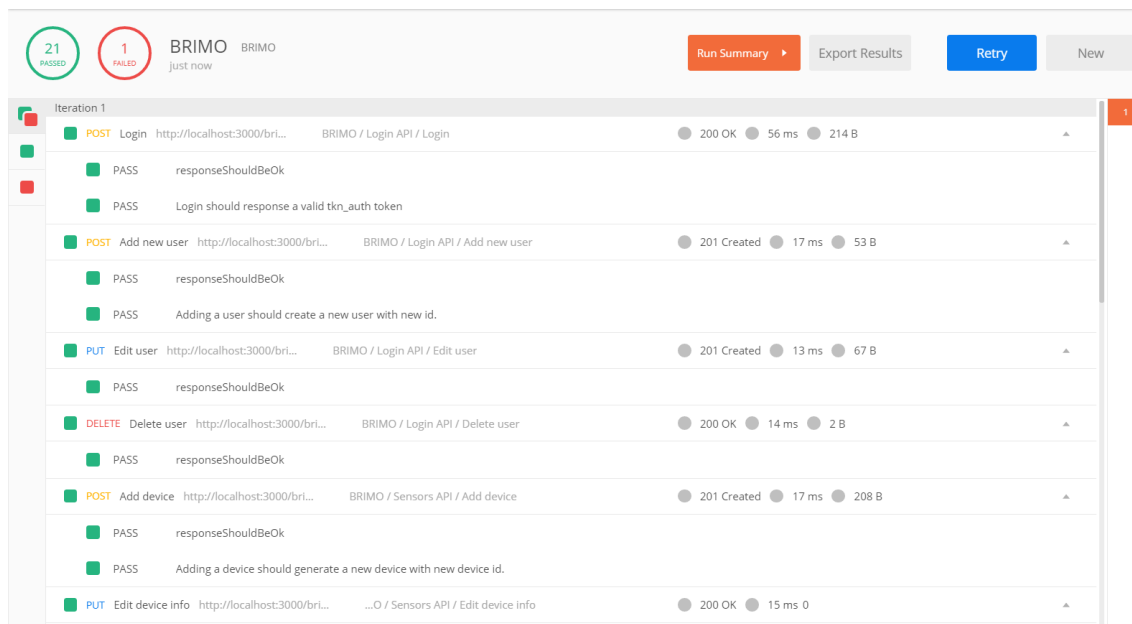 21 PASSED
1 FAILED
BRIMO BRIMO
just now
Run Summary
Export Results
Retry
New
Iteration 1
1
POST Login http://localhost:3000/bri... BRIMO / Login API / Login 200 OK 56 ms 214 B
PASS responseShouldBeOk
PASS Login should response a valid tkn_auth token
POST Add new user http://localhost:3000/bri... BRIMO / Login API / Add new user 201 Created 17 ms 53 B
PASS responseShouldBeOk
PASS Adding a user should create a new user with new id.
PUT Edit user http://localhost:3000/bri... BRIMO / Login API / Edit user 201 Created 13 ms 67 B
PASS responseShouldBeOk
DELETE Delete user http://localhost:3000/bri... BRIMO / Login API / Delete user 200 OK 14 ms 2 B
PASS responseShouldBeOk
POST Add device http://localhost:3000/bri... BRIMO / Sensors API / Add device 201 Created 17 ms 208 B
PASS responseShouldBeOk
PASS Adding a device should generate a new device with new device id.
PUT Edit device info http://localhost:3000/bri... ...O / Sensors API / Edit device info 200 OK 15 ms 0